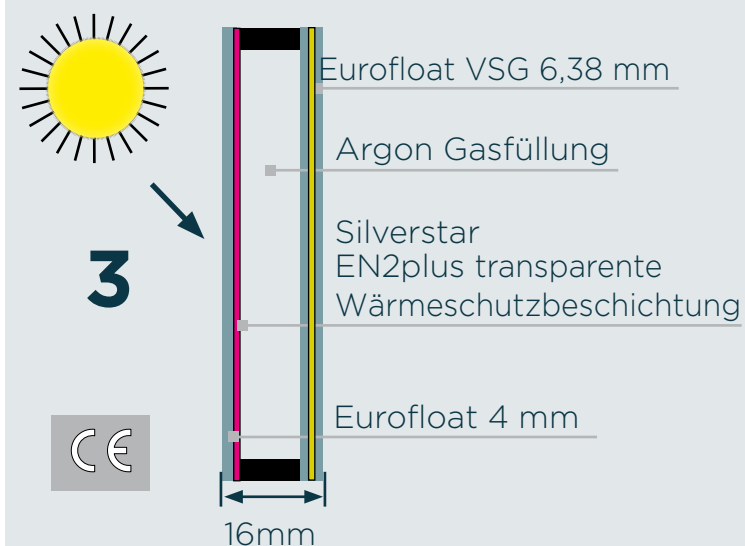 Eurofloat VSG 6,38 mm
Argon Gasfüllung
Silverstar
EN2plus transparente
Wärmeschutzbeschichtung
3
Eurofloat 4 mm
CE
16mm